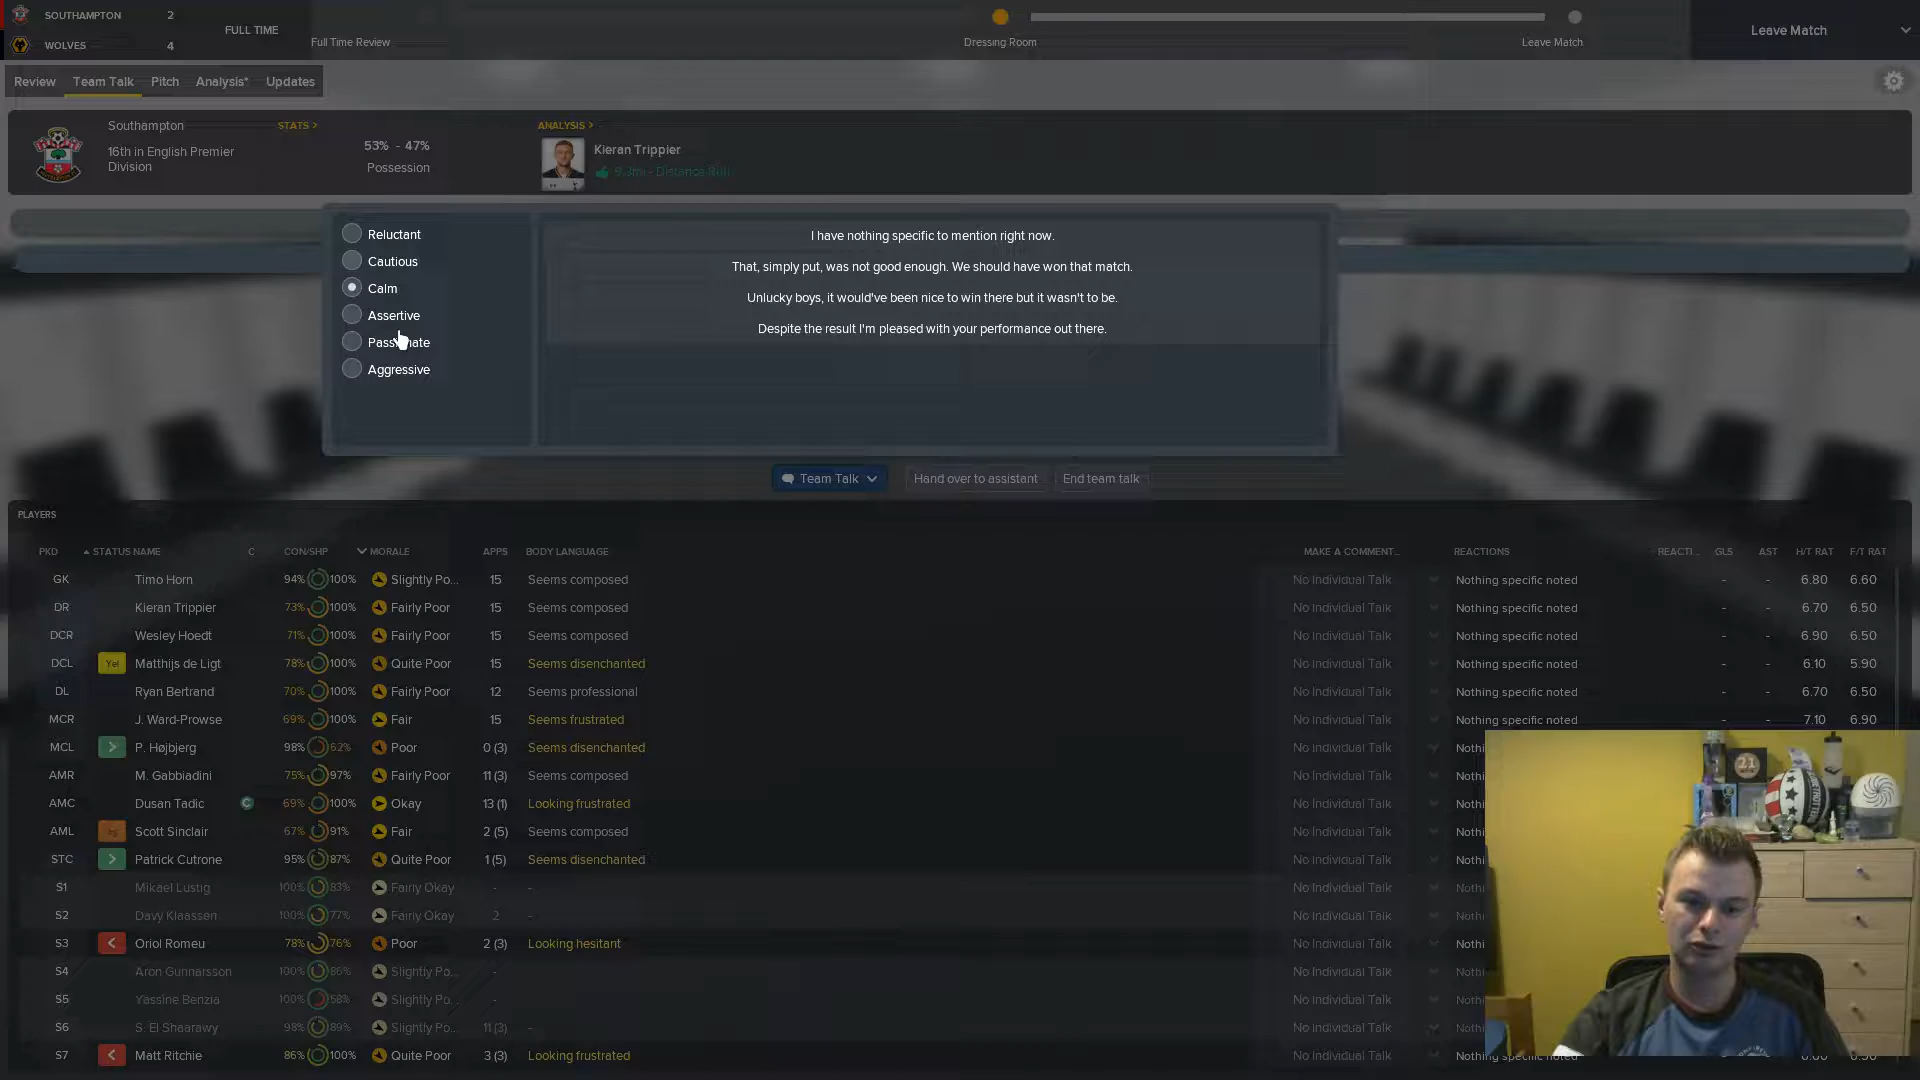 SOUTHAMPTON 2
WOLVES 4
FULL TIME
Full Time Review
Dressing Room
Leave Match
Leave Match
Review Team Talk Pitch Analysis* Updates
Southampton
16th in English Premier
Division
STATS >
53% - 47%
Possession
ANALYSIS >
Kieran Trippier
9.3mi - Distance Run
Reluctant
Cautious
Calm
Assertive
Aggressive
I have nothing specific to mention right now.
That, simply put, was not good enough. We should have won that match.
Unlucky boys, it would've been nice to win there but it wasn't to be.
Despite the result I'm pleased with your performance out there.
Team Talk Hand over to assistant End team talk
PLAYERS
PKD STATUS NAME C CON/SHP MORALE APPS BODY LANGUAGE MAKE A COMMENT... REACTIONS REACTI... GLS AST H/T RAT F/T RAT
GK Timo Horn 94% 100% Slightly Po... 15 Seems composed No Individual Talk Nothing specific noted - - 6.80 6.60
DR Kieran Trippier 73% 100% Fairly Poor 15 Seems composed No Individual Talk Nothing specific noted - - 6.70 6.50
DCR Wesley Hoedt 71% 100% Fairly Poor 15 Seems composed No Individual Talk Nothing specific noted - - 6.90 6.50
DCL Yel Matthijs de Ligt 78% 100% Quite Poor 15 Seems disenchanted No Individual Talk Nothing specific noted - - 6.10 5.90
DL Ryan Bertrand 70% 100% Fairly Poor 12 Seems professional No Individual Talk Nothing specific noted - - 6.70 6.50
MCR J. Ward-Prowse 69% 100% Fair 15 Seems frustrated No Individual Talk Nothing specific noted - - 7.10 6.90
MCL P. Højbjerg 98% 62% Poor 0 (3) Seems disenchanted No Individual Talk Nothi
AMR M. Gabbiadini 75% 97% Fairly Poor 11 (3) Seems composed No Individual Talk Nothi
AMC Dusan Tadic C 69% 100% Okay 13 (1) Looking frustrated No Individual Talk Nothi
AML Scott Sinclair 67% 91% Fair 2 (5) Seems composed No Individual Talk Nothi
STC Patrick Cutrone 95% 87% Quite Poor 1 (5) Seems disenchanted No Individual Talk Nothi
S1 Mikael Lustig 100% 83% Fairly Okay - - No Individual Talk Nothi
S2 Davy Klaassen 100% 77% Fairly Okay 2 - No Individual Talk Nothi
S3 Oriol Romeu 78% 76% Poor 2 (3) Looking hesitant No Individual Talk Nothi
S4 Aron Gunnarsson 100% 86% Slightly Po... - No Individual Talk Nothi
S5 Yassine Benzia 100% 58% Slightly Po... - No Individual Talk Nothi
S6 S. El Shaarawy 98% 89% Slightly Po... 11 (3) - No Individual Talk Nothi
S7 Matt Ritchie 86% 100% Quite Poor 3 (3) Looking frustrated No Individual Talk Nothing specific noted
21